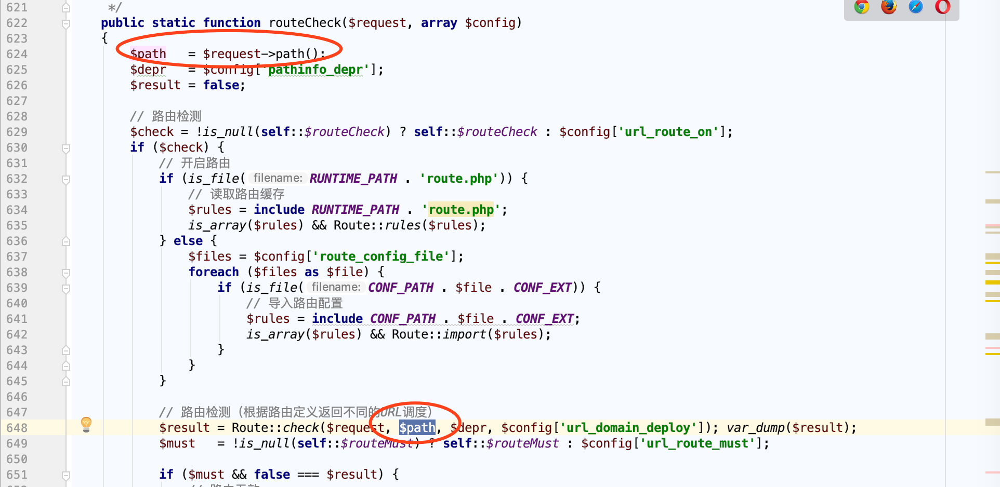 621 */
622 public static function routeCheck($request, array $config)
623 {
624 $path = $request->path();
625 $depr = $config['pathinfo_depr'];
626 $result = false;
627
628 // 路由检测
629 $check = !is_null(self::$routeCheck) ? self::$routeCheck : $config['url_route_on'];
630 if ($check) {
631 // 开启路由
632 if (is_file( filename: RUNTIME_PATH . 'route.php')) {
633 // 读取路由缓存
634 $rules = include RUNTIME_PATH . 'route.php';
635 is_array($rules) && Route::rules($rules);
636 } else {
637 $files = $config['route_config_file'];
638 foreach ($files as $file) {
639 if (is_file( filename: CONF_PATH . $file . CONF_EXT)) {
640 // 导入路由配置
641 $rules = include CONF_PATH . $file . CONF_EXT;
642 is_array($rules) && Route::import($rules);
643 }
644 }
645 }
646
647 // 路由检测（根据路由定义返回不同的URL调度）
648 $result = Route::check($request, $path, $depr, $config['url_domain_deploy']); var_dump($result);
649 $must = !is_null(self::$routeMust) ? self::$routeMust : $config['url_route_must'];
650
651 if ($must && false === $result) {